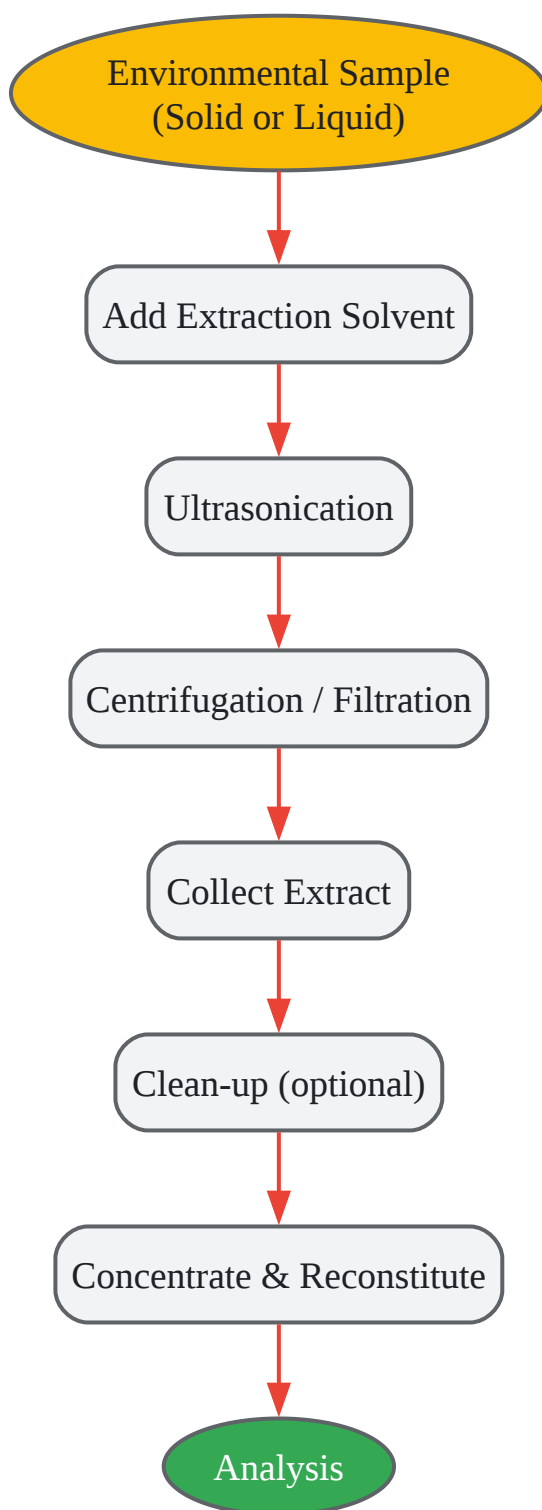 Environmental Sample
(Solid or Liquid)
Add Extraction Solvent
Ultrasonication
Centrifugation / Filtration
Collect Extract
Clean-up (optional)
Concentrate & Reconstitute
Analysis